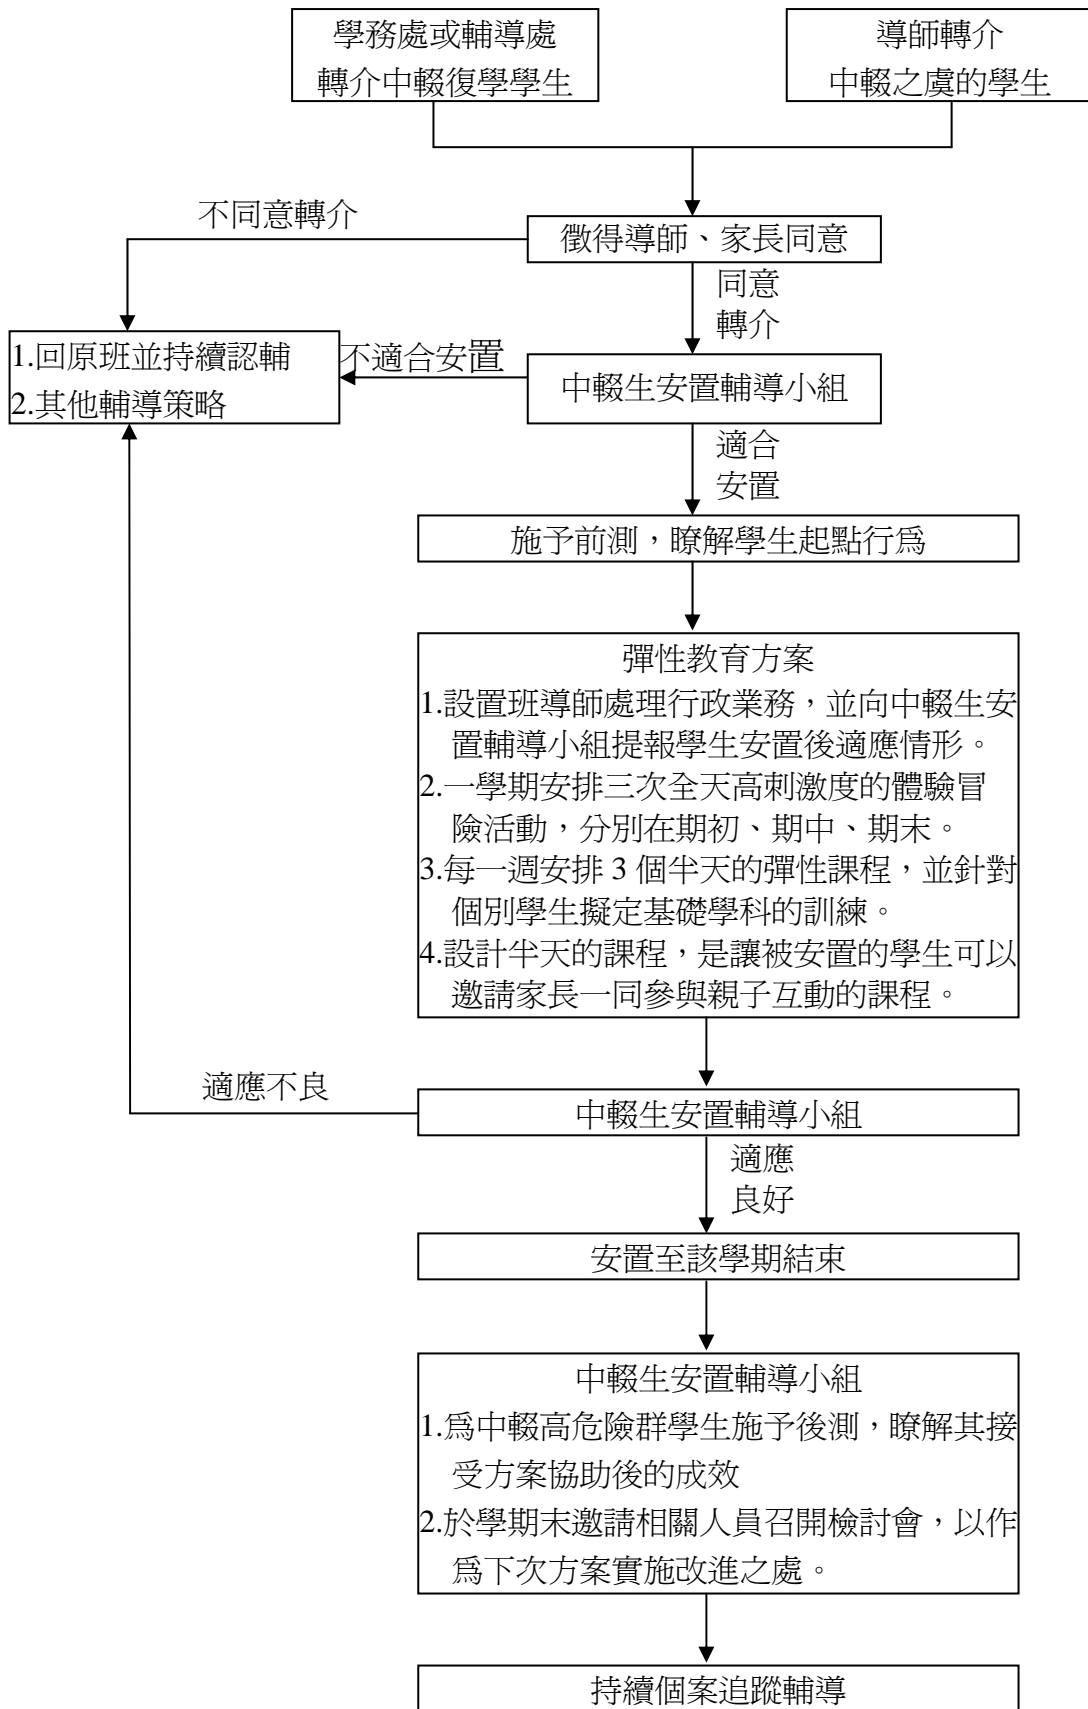 學務處或輔導處
轉介中輟復學學生
導師轉介
中輟之虞的學生
不同意轉介
徵得導師、家長同意
同意
轉介
1.回原班並持續認輔
2.其他輔導策略
不適合安置
中輟生安置輔導小組
適合
安置
施予前測，瞭解學生起點行為
彈性教育方案
1.設置班導師處理行政業務，並向中輟生安
置輔導小組提報學生安置後適應情形。
2.一學期安排三次全天高刺激度的體驗冒
險活動，分別在期初、期中、期末。
3.每一週安排 3 個半天的彈性課程，並針對
個別學生擬定基礎學科的訓練。
4.設計半天的課程，是讓被安置的學生可以
邀請家長一同參與親子互動的課程。
適應不良
中輟生安置輔導小組
適應
良好
安置至該學期結束
中輟生安置輔導小組
1.為中輟高危險群學生施予後測，瞭解其接
受方案協助後的成效
2.於學期末邀請相關人員召開檢討會，以作
為下次方案實施改進之處。
持續個案追蹤輔導